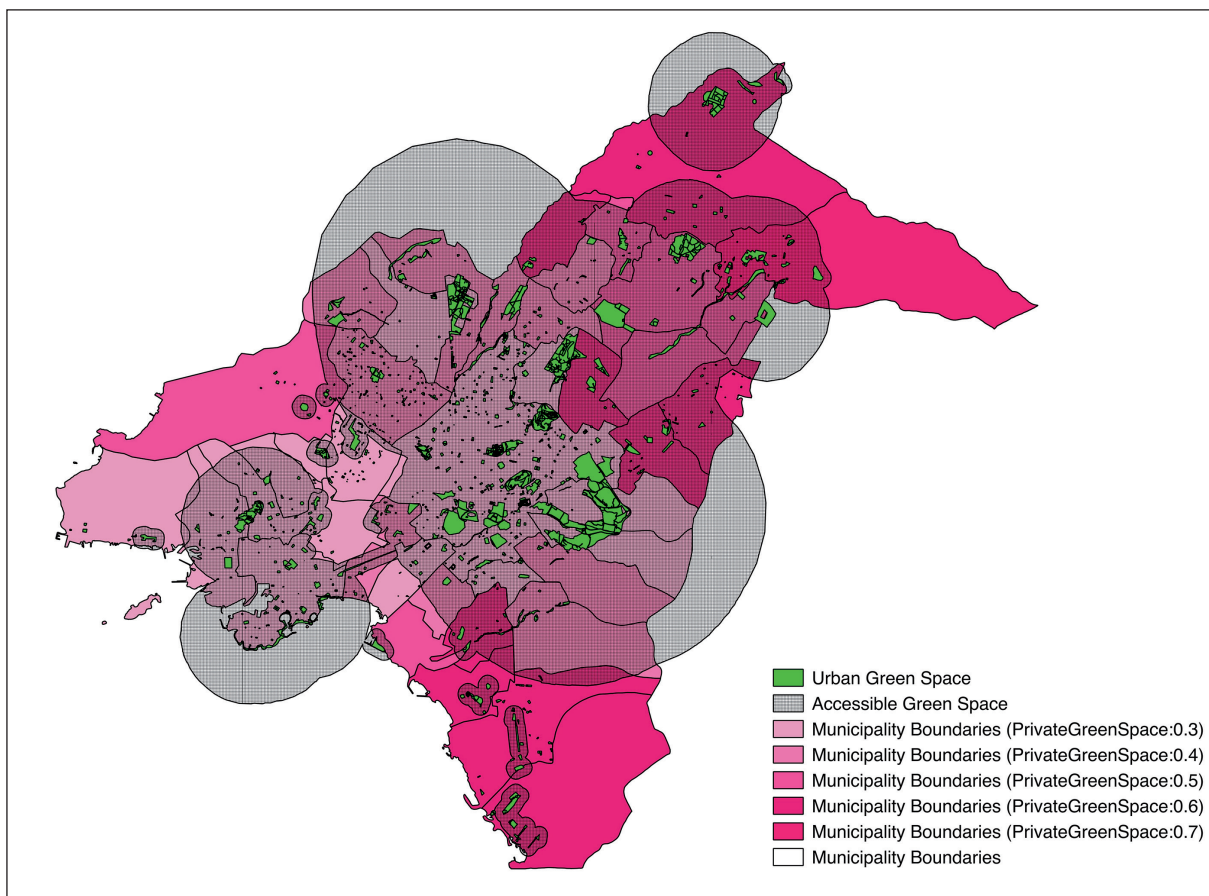 Urban Green Space
Accessible Green Space
Municipality Boundaries (PrivateGreenSpace:0.3)
Municipality Boundaries (PrivateGreenSpace:0.4)
Municipality Boundaries (PrivateGreenSpace:0.5)
Municipality Boundaries (PrivateGreenSpace:0.6)
Municipality Boundaries (PrivateGreenSpace:0.7)
Municipality Boundaries